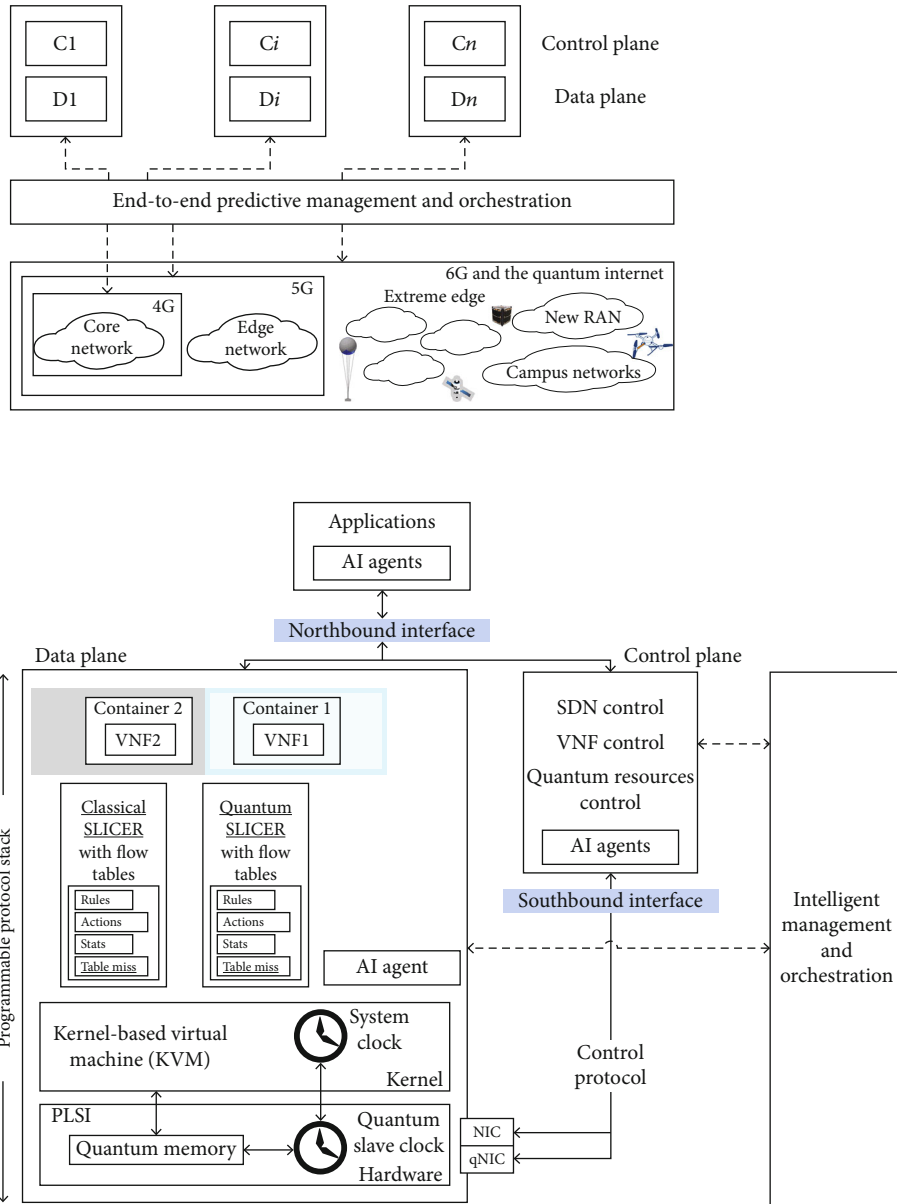 C1
Ci
Cn
Control plane
D1
Di
Dn
Data plane
End-to-end predictive management and orchestration
6G and the quantum internet
5G
4G
Extreme edge
Core
network
Edge
network
New RAN
Campus networks
Applications
AI agents
Northbound interface
Data plane
Control plane
Programmable protocol stack
Container 2
VNF2
Container 1
VNF1
Classical
SLICER
with flow
tables
Rules
Actions
Stats
Table miss
Quantum
SLICER
with flow
tables
Rules
Actions
Stats
Table miss
AI agent
Kernel-based virtual
machine (KVM)
System
clock
Kernel
PLSI
Quantum memory
Quantum
slave clock
Hardware
NIC
qNIC
SDN control
VNF control
Quantum resources
control
AI agents
Southbound interface
Control
protocol
Intelligent
management
and
orchestration